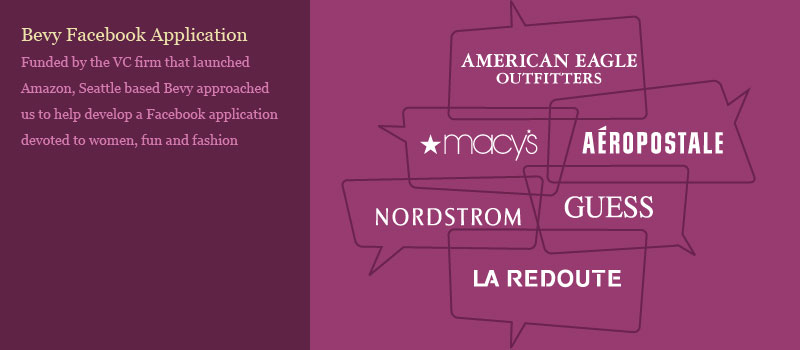 Bevy Facebook Application
Funded by the VC firm that launched
Amazon, Seattle based Bevy approached
us to help develop a Facebook application
devoted to women, fun and fashion
AMERICAN EAGLE
OUTFITTERS
macy's
AÉROPOSTALE
NORDSTROM
GUESS
LA REDOUTE